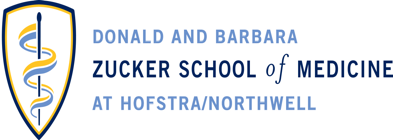 DONALD AND BARBARA
ZUCKER SCHOOL of MEDICINE
AT HOFSTRA/NORTHWELL